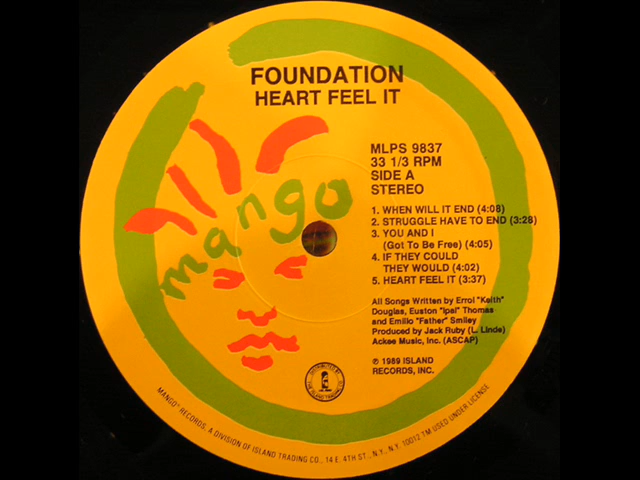 FOUNDATION
HEART FEEL IT
mango
MLPS 9837
33 1/3 RPM
SIDE A
STEREO
1. WHEN WILL IT END (4:08)
2. STRUGGLE HAVE TO END (3:28)
3. YOU AND I
(Got To Be Free) (4:05)
4. IF THEY COULD
THEY WOULD (4:02)
5. HEART FEEL IT (3:37)
All Songs Written by Errol "Keith"
Douglas, Euston "Ipal" Thomas
and Emilio "Father" Smiley
Produced by Jack Ruby (L. Linde)
Ackee Music, Inc. (ASCAP)
℗ 1989 ISLAND
RECORDS, INC.
DISTRIBUTED BY
MANGO® RECORDS, A DIVISION OF ISLAND TRADING CO., 14 E. 4TH ST., N.Y., N.Y. 10012 TM USED UNDER LICENSE